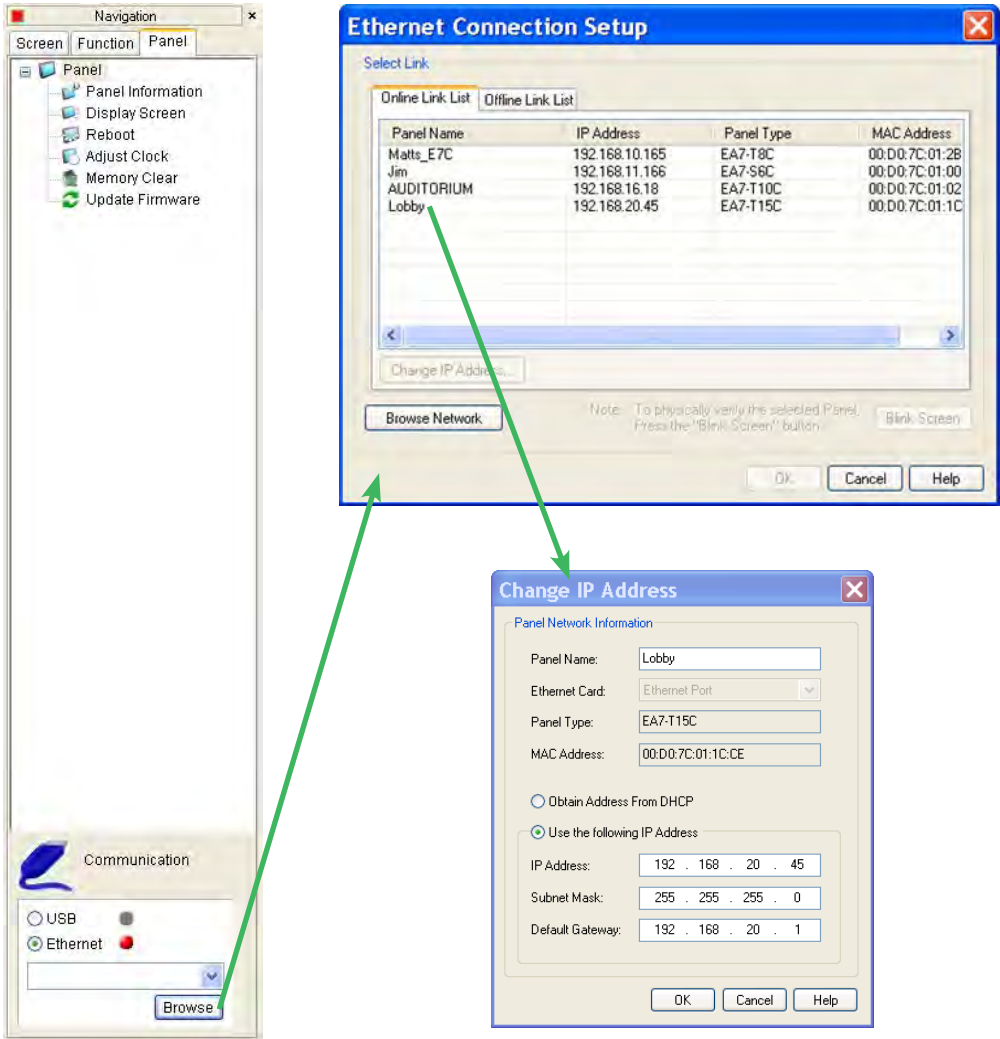 Navigation
Screen Function Panel
Panel
Panel Information
Display Screen
Reboot
Adjust Clock
Memory Clear
Update Firmware
Communication
USB
Ethernet
Browse
Ethernet Connection Setup
Select Link
Online Link List Offline Link List
Panel Name IP Address Panel Type MAC Address
Matts_E7C 192.168.10.165 EA7-T8C 00:D0:7C:01:2B
Jim 192.168.11.166 EA7-S6C 00:D0:7C:01:00
AUDITORIUM 192.168.16.18 EA7-T10C 00:D0:7C:01:02
Lobby 192.168.20.45 EA7-T15C 00:D0:7C:01:1C
Change IP Address...
Browse Network
Note: To physically verify the selected Panel,
Press the "Blink Screen" button.
Blink Screen
OK Cancel Help
Change IP Address
Panel Network Information
Panel Name: Lobby
Ethernet Card: Ethernet Port
Panel Type: EA7-T15C
MAC Address: 00:D0:7C:01:1C:CE
Obtain Address From DHCP
Use the following IP Address
IP Address: 192 . 168 . 20 . 45
Subnet Mask: 255 . 255 . 255 . 0
Default Gateway: 192 . 168 . 20 . 1
OK Cancel Help